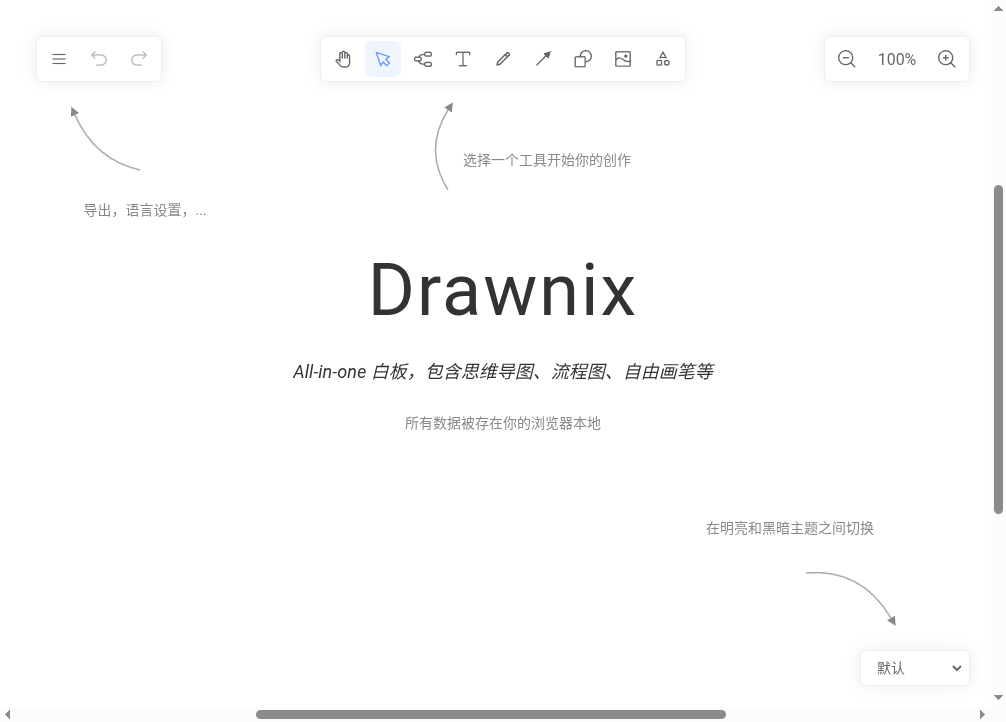 100%
选择一个工具开始你的创作
导出，语言设置，...
Drawnix
All-in-one 白板，包含思维导图、流程图、自由画笔等
所有数据被存在你的浏览器本地
在明亮和黑暗主题之间切换
默认